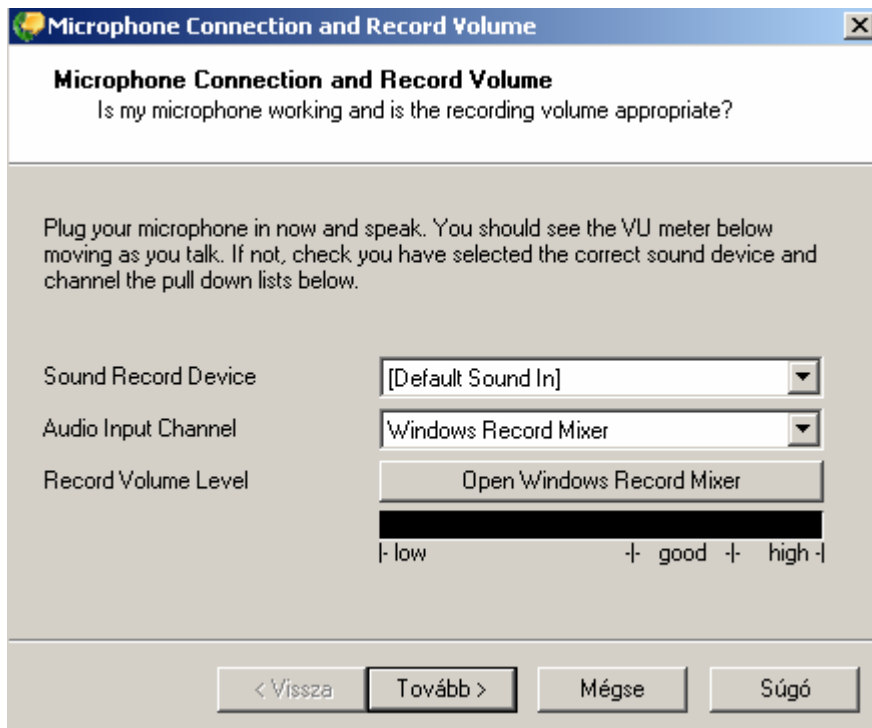 Microphone Connection and Record Volume
Microphone Connection and Record Volume
Is my microphone working and is the recording volume appropriate?
Plug your microphone in now and speak. You should see the VU meter below
moving as you talk. If not, check you have selected the correct sound device and
channel the pull down lists below.
Sound Record Device [Default Sound In]
Audio Input Channel Windows Record Mixer
Record Volume Level Open Windows Record Mixer
|- low -|- good -|- high -|
< Vissza Tovább > Mégse Súgó